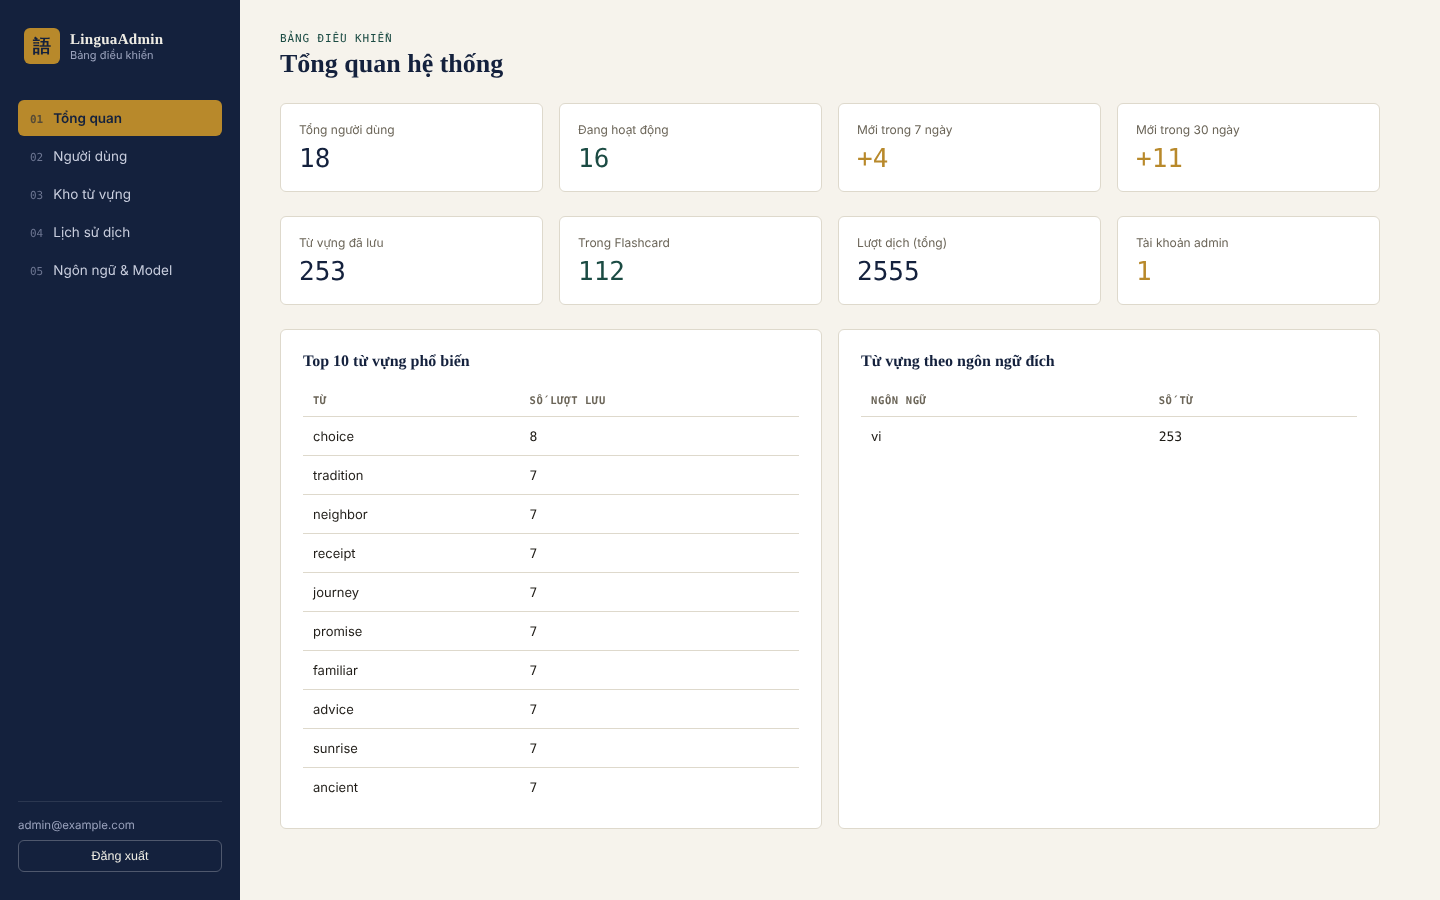 語
LinguaAdmin
Bảng điều khiển
01 Tổng quan
02 Người dùng
03 Kho từ vựng
04 Lịch sử dịch
05 Ngôn ngữ & Model
admin@example.com
Đăng xuất
BẢNG ĐIỀU KHIỂN
Tổng quan hệ thống
Tổng người dùng
18
Đang hoạt động
16
Mới trong 7 ngày
+4
Mới trong 30 ngày
+11
Từ vựng đã lưu
253
Trong Flashcard
112
Lượt dịch (tổng)
2555
Tài khoản admin
1
Top 10 từ vựng phổ biến
TỪ SỐ LƯỢT LƯU
choice 8
tradition 7
neighbor 7
receipt 7
journey 7
promise 7
familiar 7
advice 7
sunrise 7
ancient 7
Từ vựng theo ngôn ngữ đích
NGÔN NGỮ SỐ TỪ
vi 253